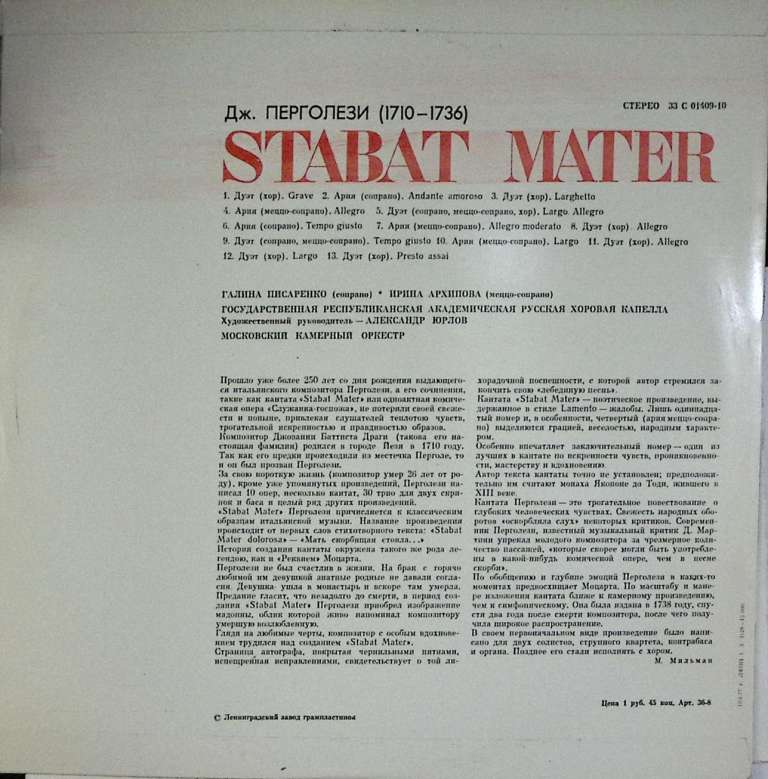 СТЕРЕО 33 С 01409-10
Дж. ПЕРГОЛЕЗИ (1710—1736)
STABAT MATER
1. Дуэт (хор). Grave 2. Ария (сопрано). Andante amoroso 3. Дуэт (хор). Larghetto
4. Ария (меццо-сопрано). Allegro 5. Дуэт (сопрано, меццо-сопрано, хор). Largo. Allegro
6. Ария (сопрано). Tempo giusto 7. Ария (меццо-сопрано). Allegro moderato 8. Дуэт (хор) Allegro
9. Дуэт (сопрано, меццо-сопрано). Tempo giusto 10. Ария (меццо-сопрано). Largo 11. Дуэт (хор). Allegro
12. Дуэт (хор). Largo 13. Дуэт (хор). Presto assai
ГАЛИНА ПИСАРЕНКО (сопрано) * ИРИНА АРХИПОВА (меццо-сопрано)
ГОСУДАРСТВЕННАЯ РЕСПУБЛИКАНСКАЯ АКАДЕМИЧЕСКАЯ РУССКАЯ ХОРОВАЯ КАПЕЛЛА
Художественный руководитель — АЛЕКСАНДР ЮРЛОВ
МОСКОВСКИЙ КАМЕРНЫЙ ОРКЕСТР
Прошло уже более 250 лет со дня рождения выдающего-
ся итальянского композитора Перголези, а его сочинения,
такие как кантата «Stabat Mater» или одноактная комиче-
ская опера «Служанка-госпожа», не потеряли своей свеже-
сти и поныне, привлекая слушателей теплотою чувств,
трогательной искренностью и правдивостью образов.
Композитор Джованни Баттиста Драги (такова его на-
стоящая фамилия) родился в городе Иези в 1710 году.
Так как его предки происходили из местечка Перголе, то
и он был прозван Перголези.
За свою короткую жизнь (композитор умер 26 лет от ро-
ду), кроме уже упомянутых произведений, Перголези на-
писал 10 опер, несколько кантат, 30 трио для двух скри-
пок и баса и целый ряд других произведений.
«Stabat Mater» Перголези причисляется к классическим
образцам итальянской музыки. Название произведения
происходит от первых слов стихотворного текста: «Stabat
Mater dolorosa» — «Мать скорбящая стояла...»
История создания кантаты окружена такого же рода ле-
гендою, как и «Реквием» Моцарта.
Перголези не был счастлив в жизни. На брак с горячо
любимой им девушкой знатные родные не давали согла-
сия. Девушка ушла в монастырь и вскоре там умерла.
Предание гласит, что незадолго до смерти, в период соз-
дания «Stabat Mater» Перголези приобрел изображение
мадонны, облик которой живо напоминал композитору
умершую возлюбленную.
Глядя на любимые черты, композитор с особым вдохнове-
нием трудился над созданием «Stabat Mater».
Страница автографа, покрытая чернильными пятнами,
испещренная исправлениями, свидетельствует о той ли-
хорадочной поспешности, с которой автор стремился за-
кончить свою «лебединую песнь».
Кантата «Stabat Mater» — поэтическое произведение, вы-
держанное в стиле Lamento — жалобы. Лишь одиннадца-
тый номер и, в особенности, четвертый (ария меццо-сопра-
но) выделяются грацией, веселостью, народным характе-
ром.
Особенно впечатляет заключительный номер — один из
лучших в кантате по искренности чувств, проникновенно-
сти, мастерству и вдохновению.
Автор текста кантаты точно не установлен; предположи-
тельно им считают монаха Якопоне да Тоди, жившего в
XIII веке.
Кантата Перголези — это трогательное повествование о
глубоких человеческих чувствах. Свежесть народных обо-
ротов «оскорбляла слух» некоторых критиков. Современ-
ник Перголези, известный музыкальный критик Д. Мар-
тини упрекал молодого композитора за чрезмерное коли-
чество пассажей, «которые скорее могли быть употребле-
ны в какой-нибудь комической опере, чем в песне
скорби».
По обобщению и глубине эмоций Перголези в каких-то
моментах предвосхищает Моцарта. По масштабу и мане-
ре изложения кантата ближе к камерному произведению,
чем к симфоническому. Она была издана в 1738 году, спу-
стя два года после смерти композитора, после чего полу-
чила широкое распространение.
В своем первоначальном виде произведение было напи-
сано для двух солистов, струнного квартета, контрабаса
и органа. Позднее его стали исполнять с хором.
М. Мильман
Цена 1 руб. 45 коп. Арт. 36-8
© Ленинградский завод грампластинок